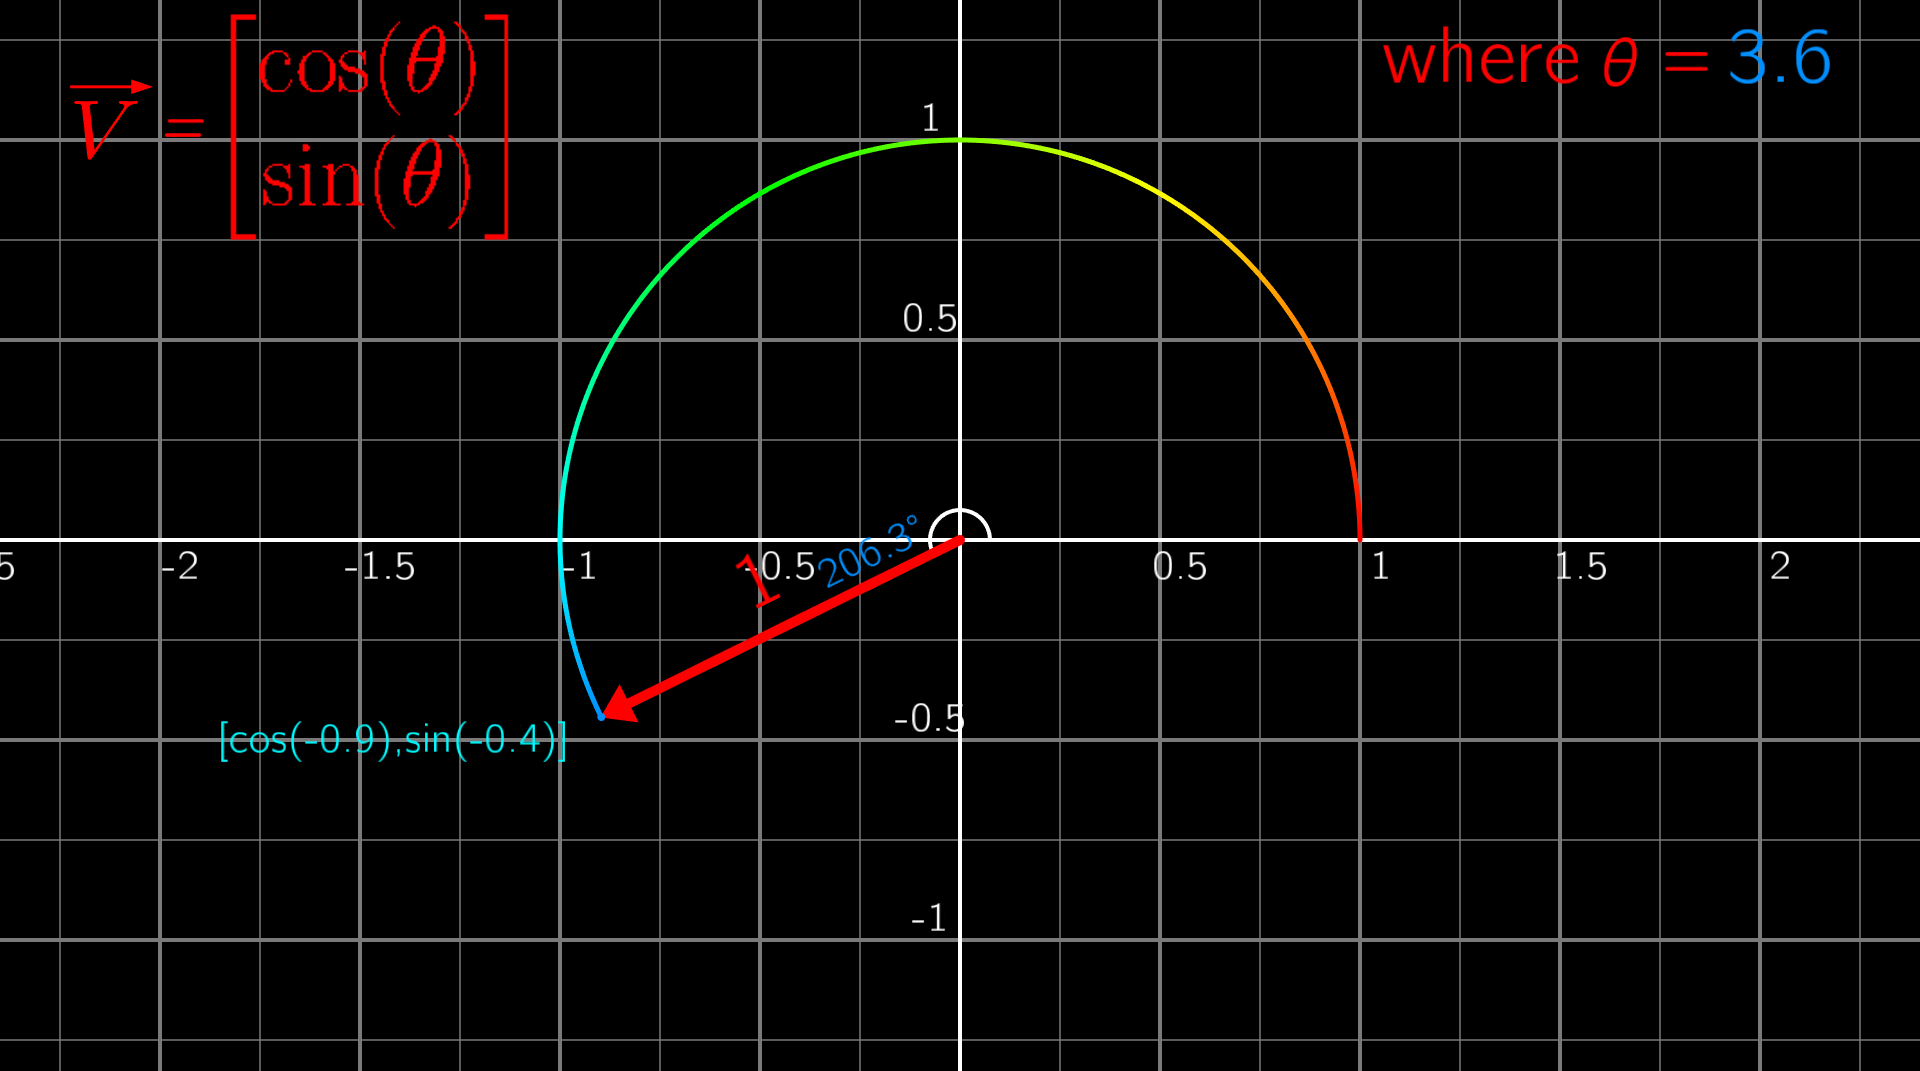 V = [cos(θ)
sin(θ)]
where θ = 3.6
1
0.5
206.3°
1
5 -2 -1.5 -1 -0.5 0.5 1 1.5 2
-0.5
[cos(-0.9),sin(-0.4)]
-1